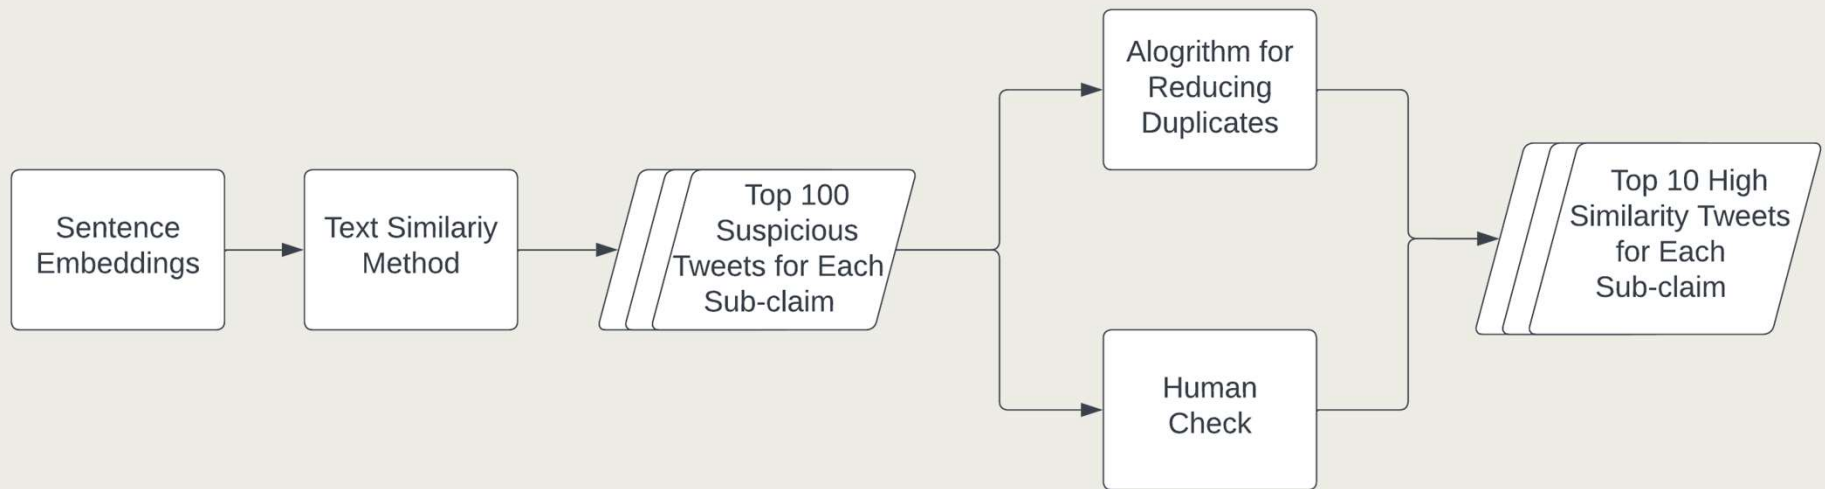 Sentence
Embeddings
Text Similariy
Method
Top 100
Suspicious
Tweets for Each
Sub-claim
Alogrithm for
Reducing
Duplicates
Human
Check
Top 10 High
Similarity Tweets
for Each
Sub-claim